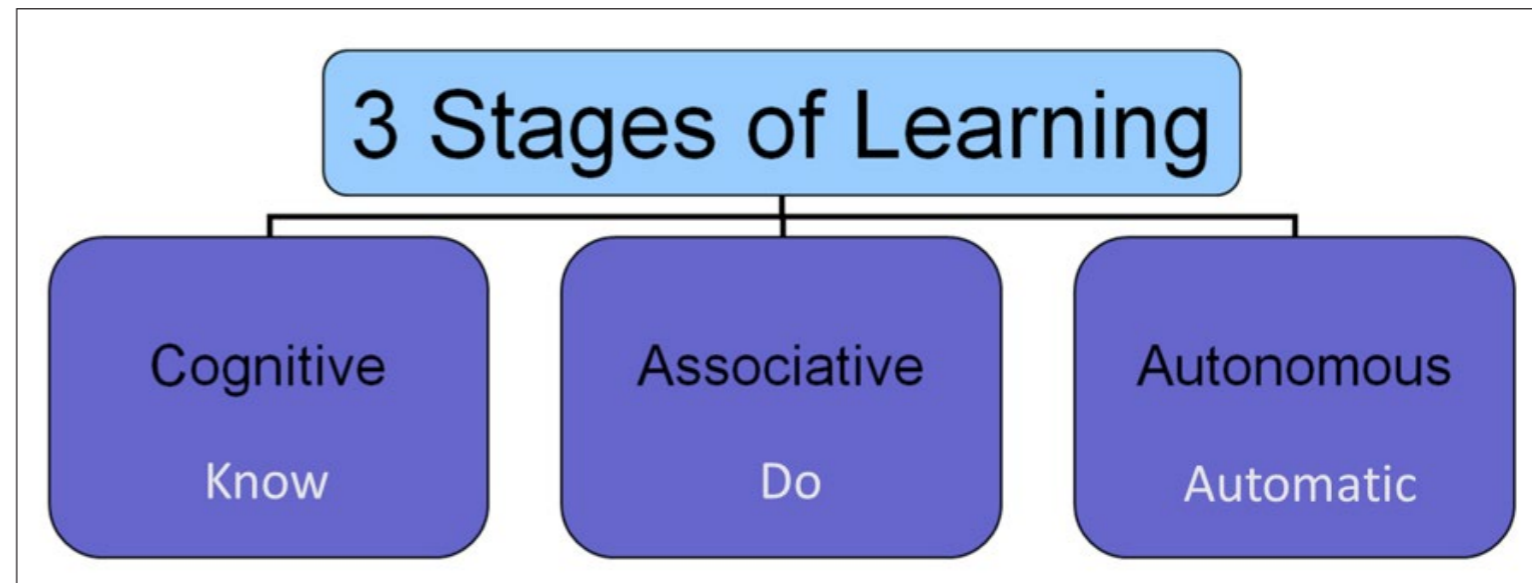 3 Stages of Learning
Cognitive
Know
Associative
Do
Autonomous
Automatic